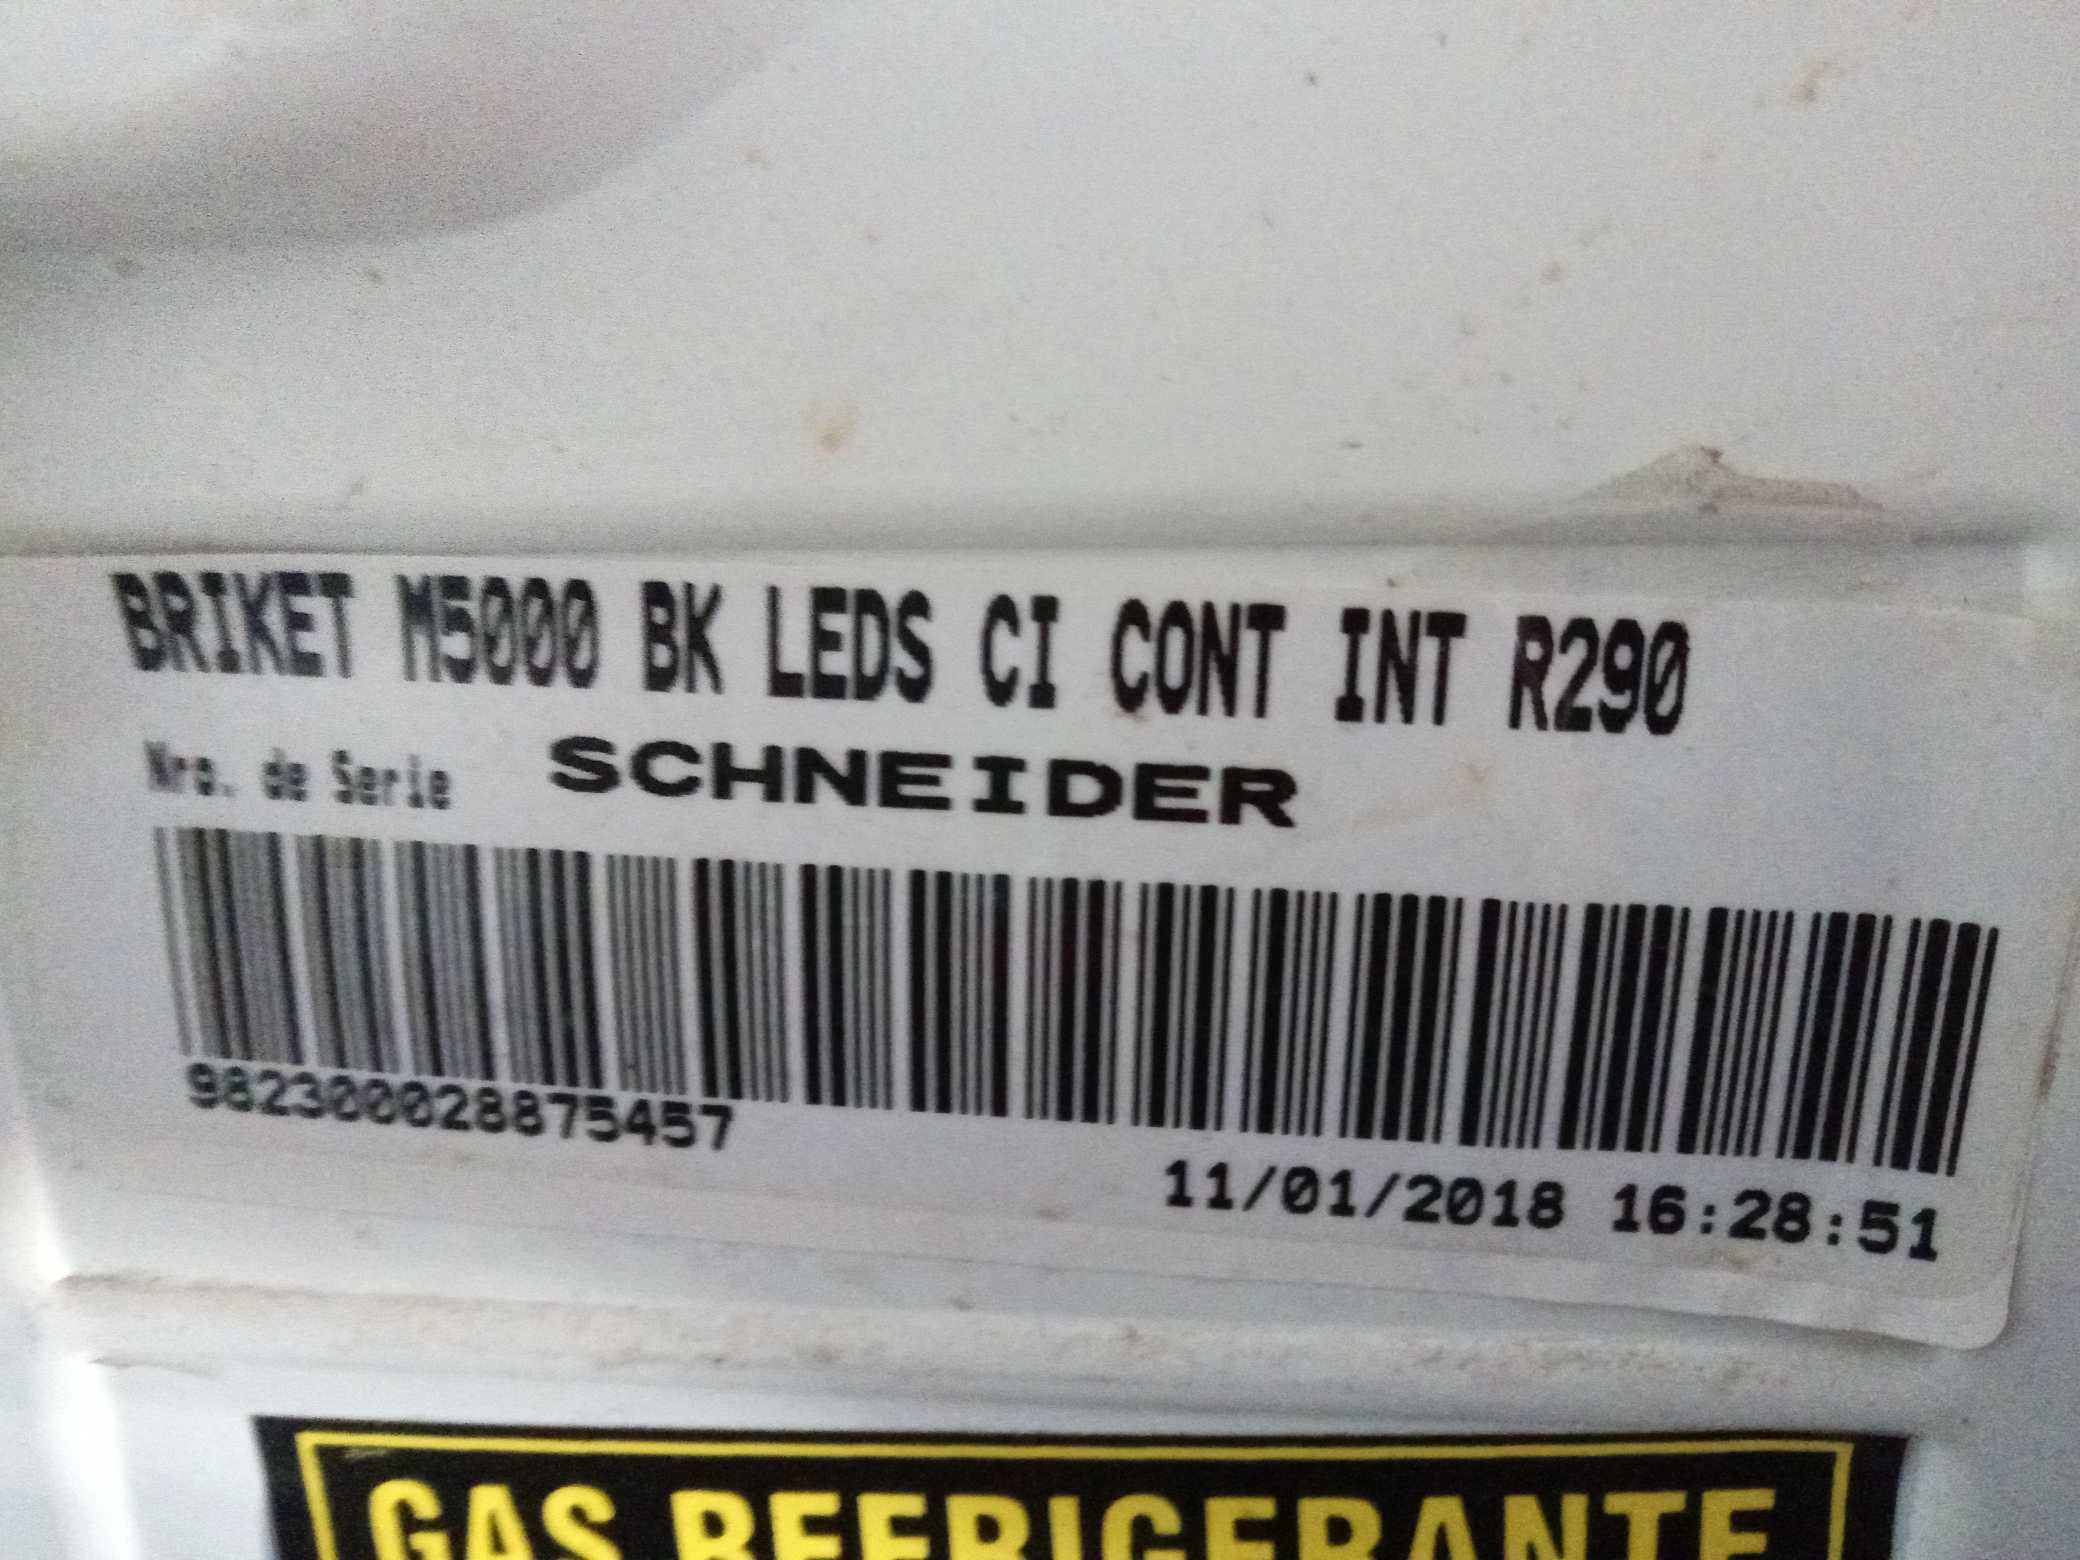 BRIKET M5000 BK LEDS CI CONT INT R290
Nro. de Serie SCHNEIDER
982300028875457
11/01/2018 16:28:51
GAS REFRIGERANTE